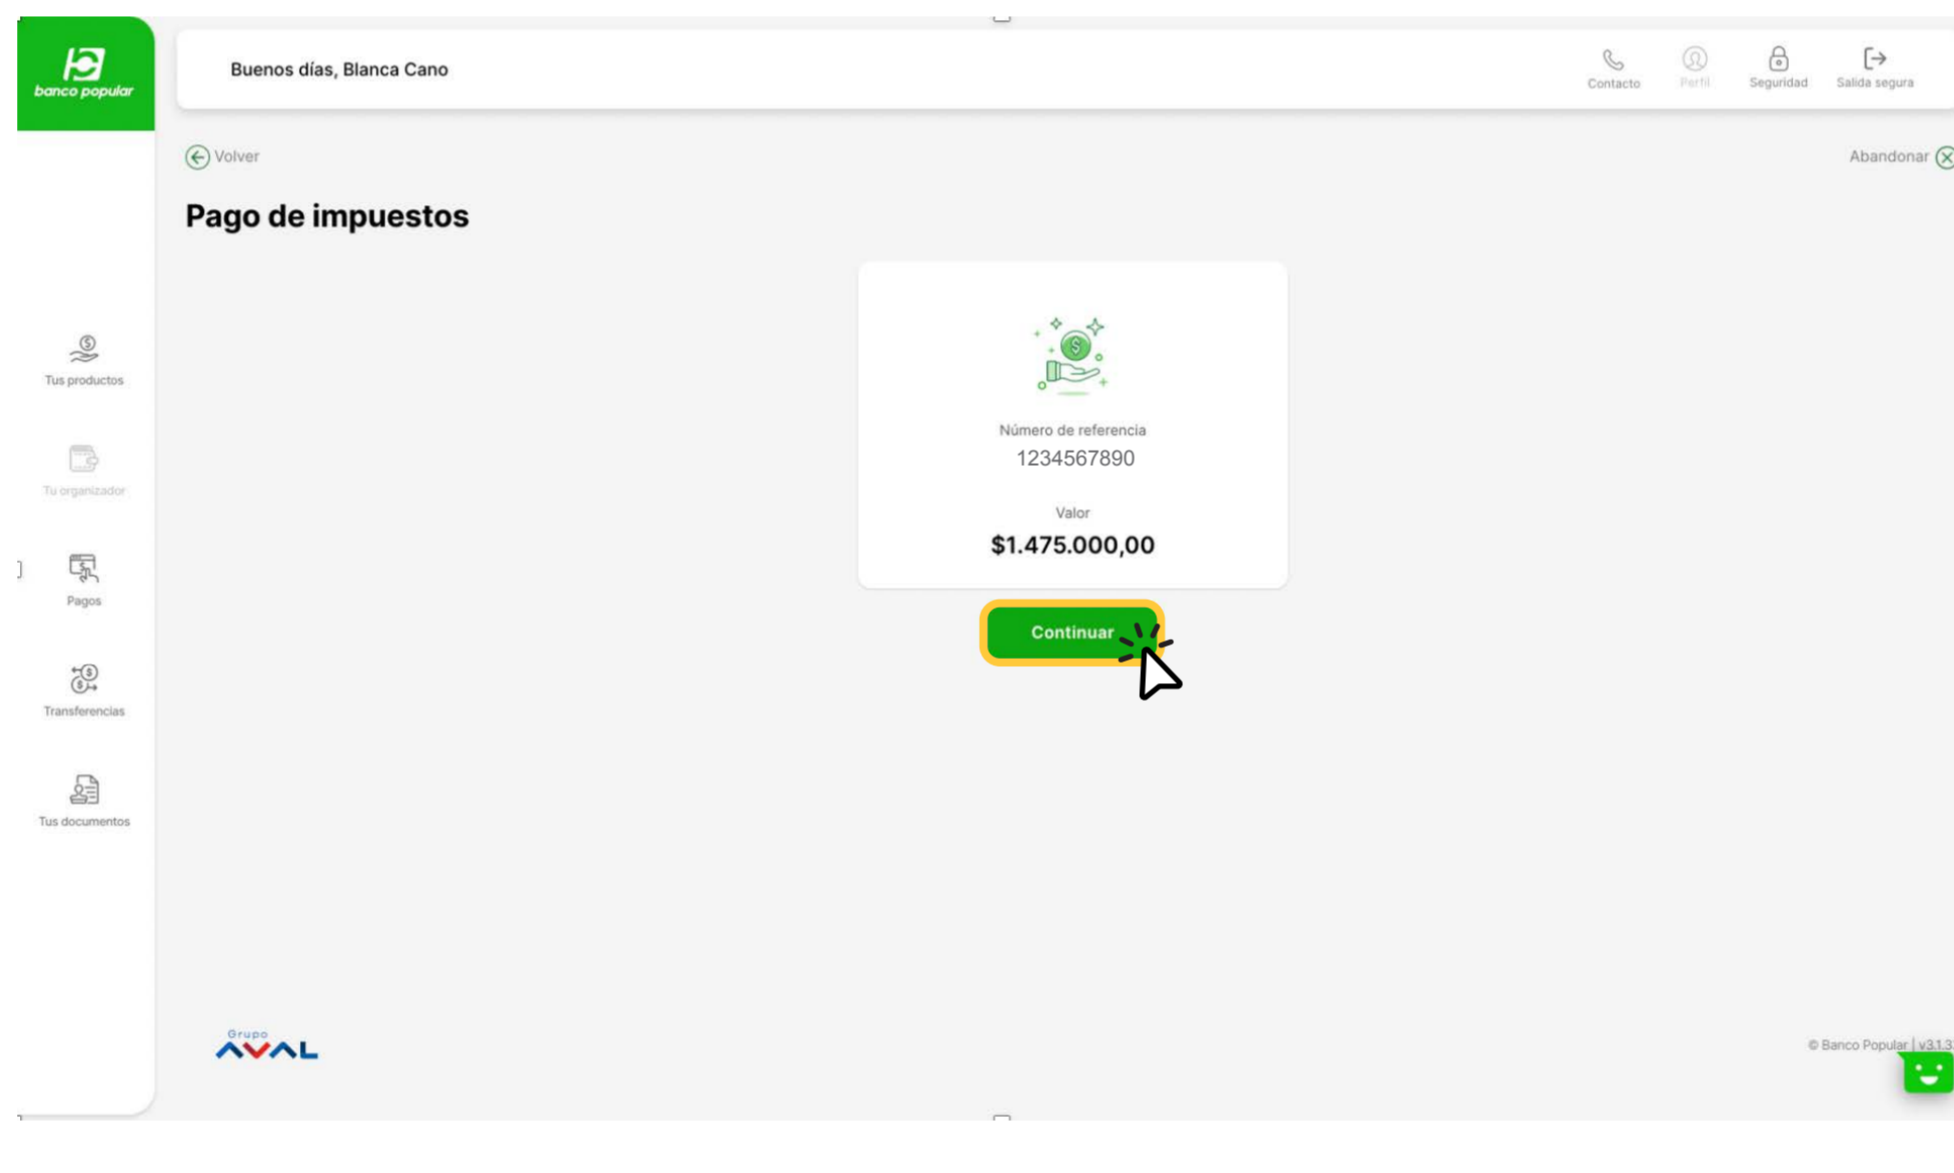 banco popular
Buenos días, Blanca Cano
Contacto
Perfil
Seguridad
Salida segura
Volver
Abandonar
Pago de impuestos
Tus productos
Tu organizador
Pagos
Transferencias
Tus documentos
$
Número de referencia
1234567890
Valor
$1.475.000,00
Continuar
Grupo
AVAL
© Banco Popular | v3.1.3